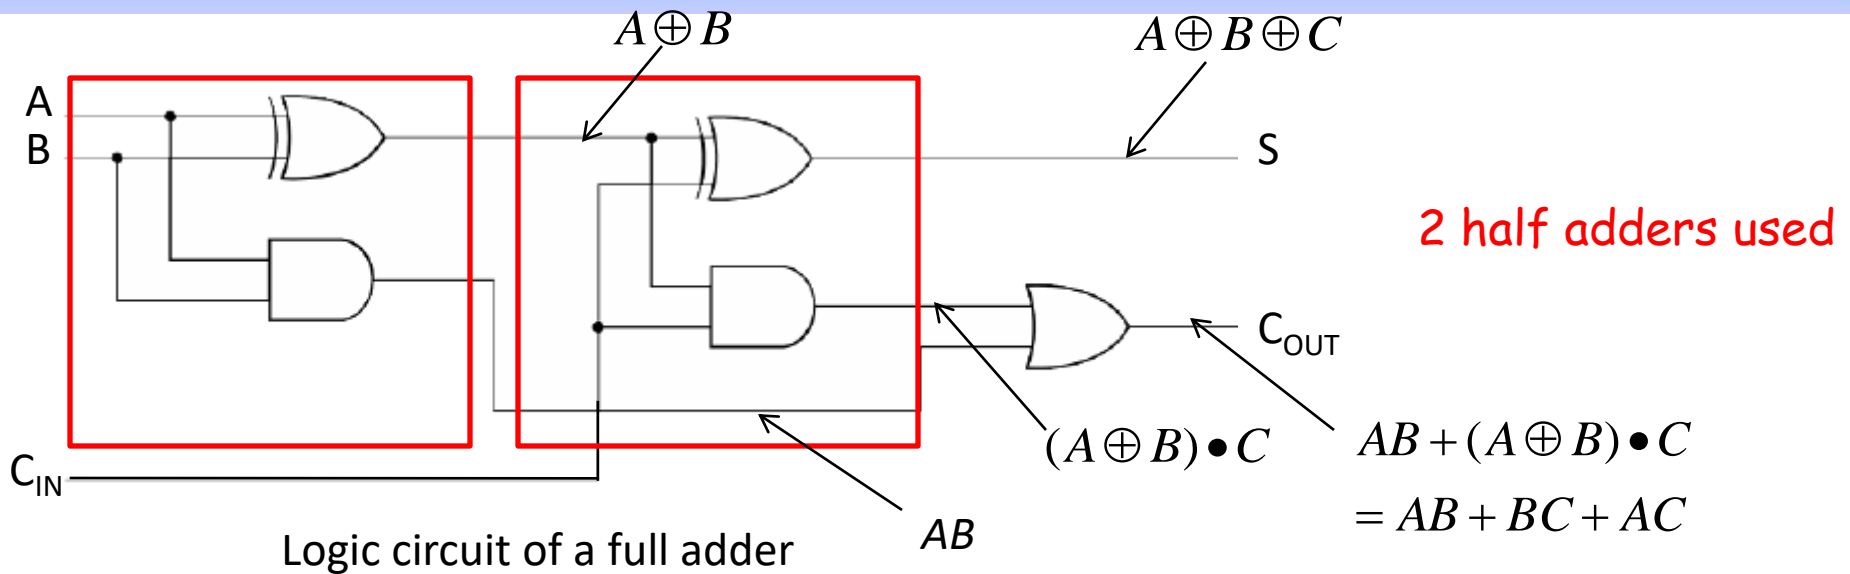 A⊕B
A⊕B⊕C
A
B
S
2 half adders used
C_OUT
(A⊕B)•C
AB+(A⊕B)•C
=AB+BC+AC
C_IN
AB
Logic circuit of a full adder